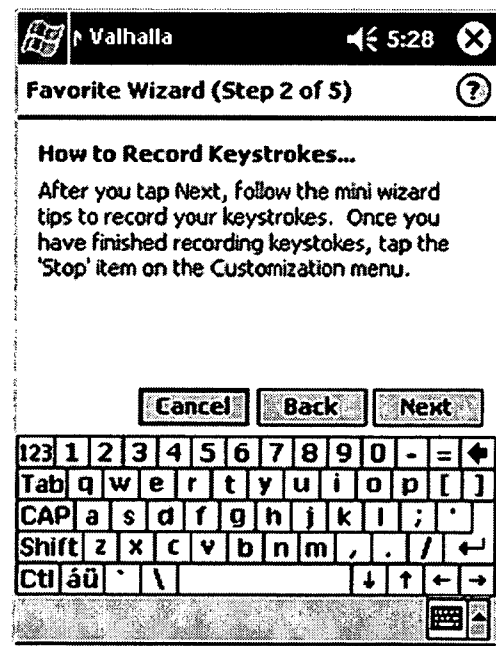 Valhalla 5:28
Favorite Wizard (Step 2 of 5) ?
How to Record Keystrokes...
After you tap Next, follow the mini wizard
tips to record your keystrokes. Once you
have finished recording keystokes, tap the
'Stop' item on the Customization menu.
Cancel Back Next
123 1 2 3 4 5 6 7 8 9 0 - =
Tab q w e r t y u i o p [ ]
CAP a s d f g h j k l ; '
Shift z x c v b n m , . /
Ctl áü ` \ ↓ ↑ ← →